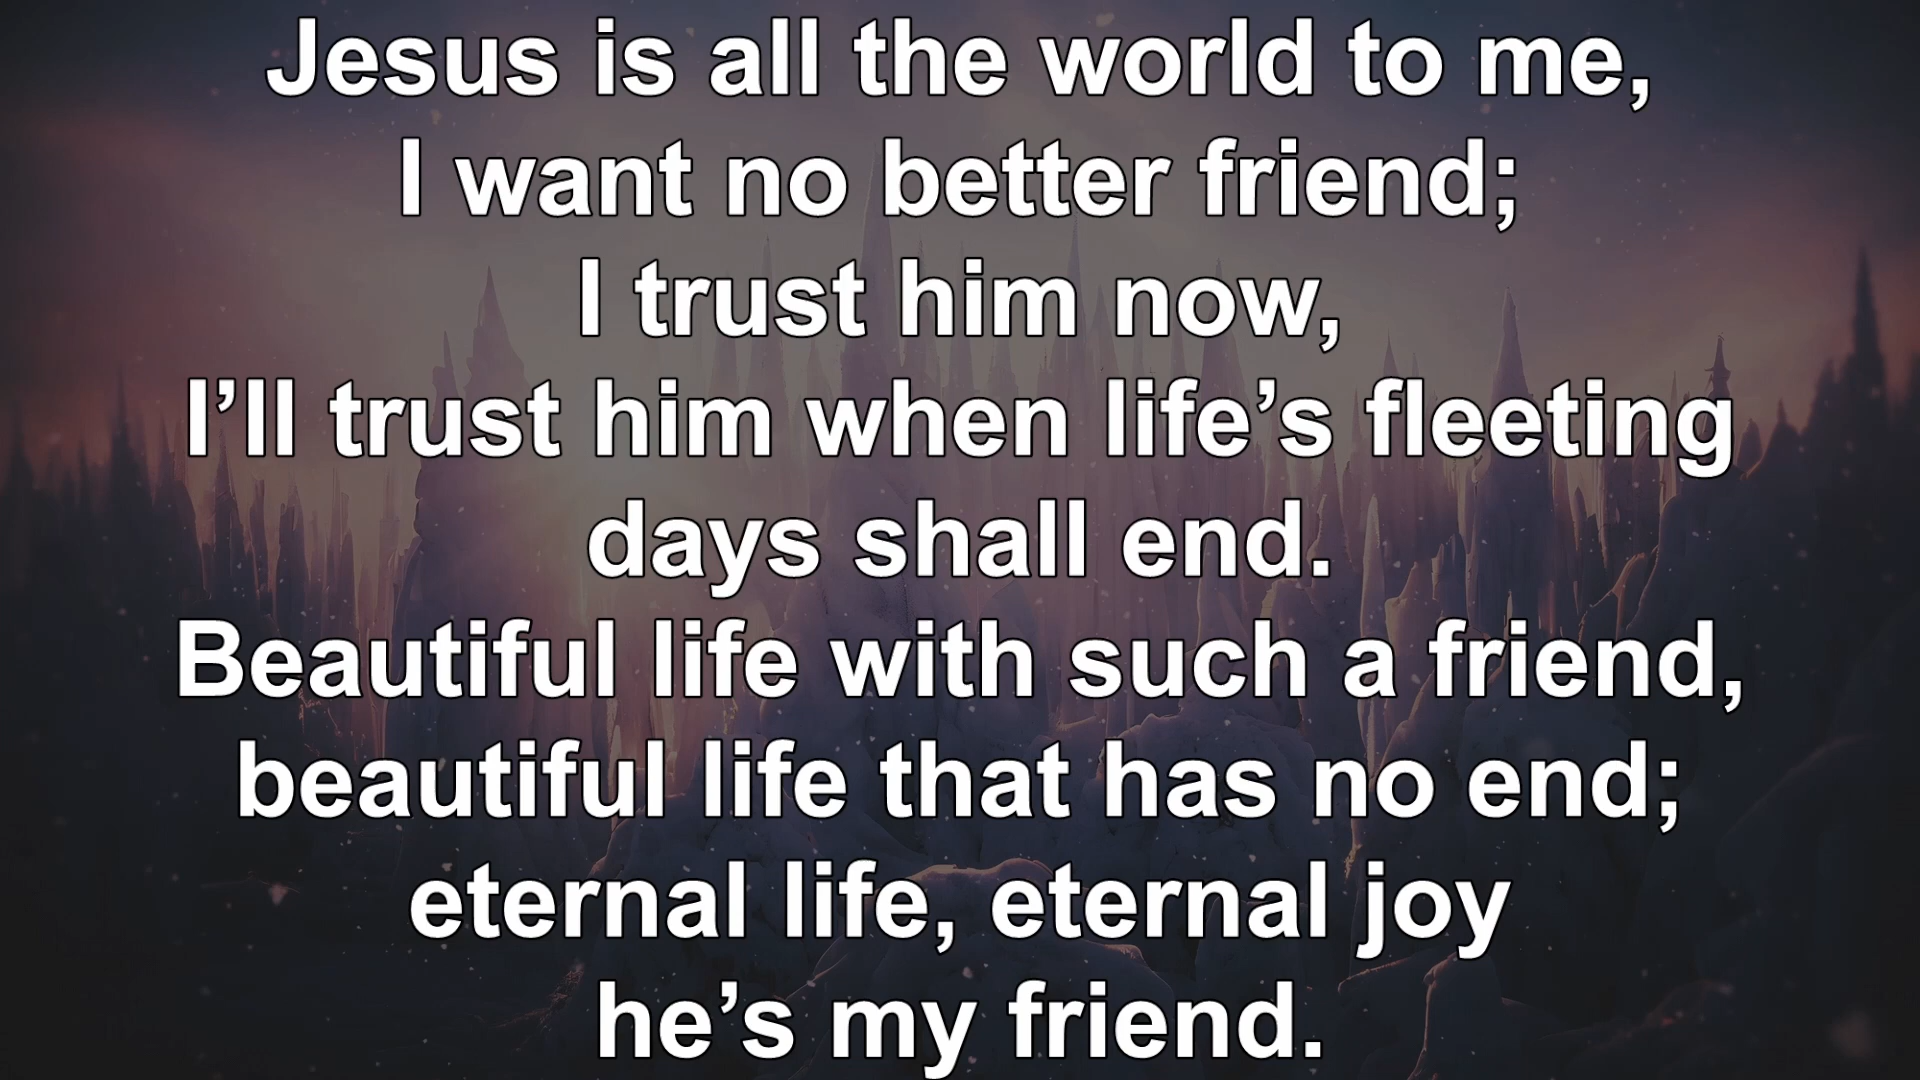 Jesus is all the world to me,
I want no better friend;
I trust him now,
I’ll trust him when life’s fleeting
days shall end.
Beautiful life with such a friend,
beautiful life that has no end;
eternal life, eternal joy
he’s my friend.